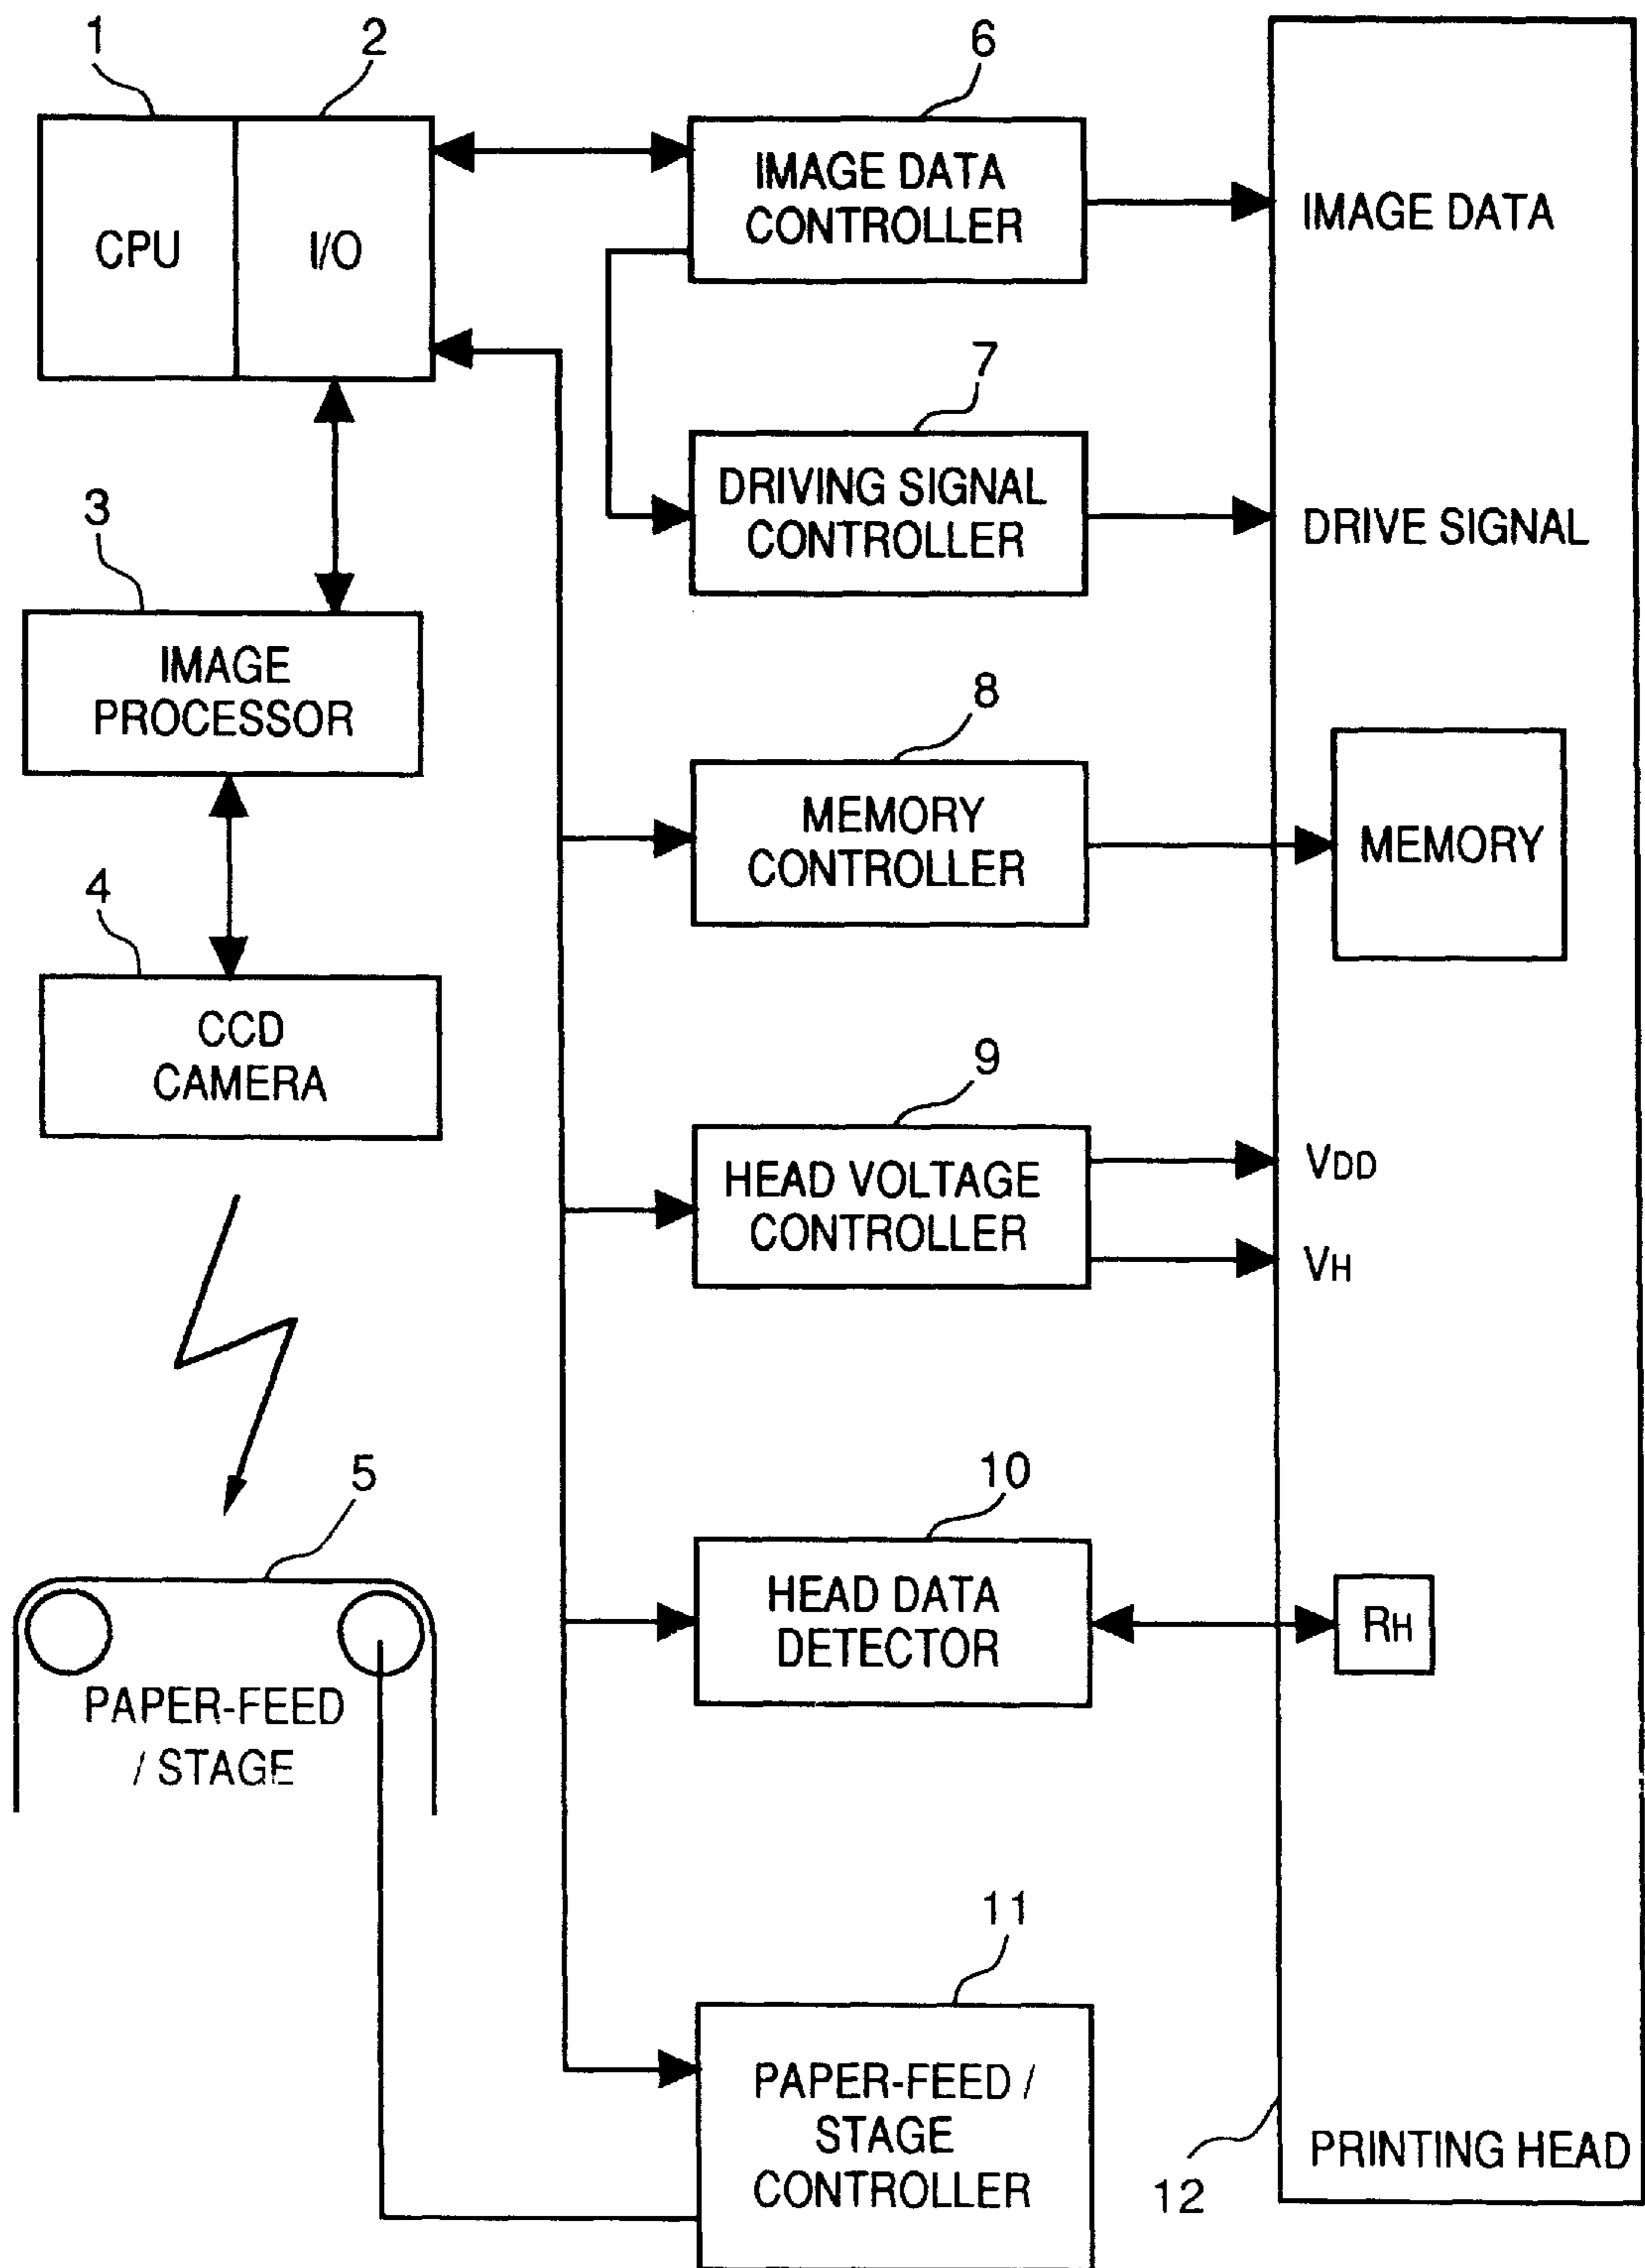 1
2
6
CPU
I/O
IMAGE DATA
CONTROLLER
IMAGE DATA
7
DRIVING SIGNAL
CONTROLLER
DRIVE SIGNAL
3
IMAGE
PROCESSOR
8
MEMORY
CONTROLLER
MEMORY
4
CCD
CAMERA
9
HEAD VOLTAGE
CONTROLLER
VDD
VH
5
PAPER-FEED
/ STAGE
10
HEAD DATA
DETECTOR
RH
11
PAPER-FEED /
STAGE
CONTROLLER
12
PRINTING HEAD